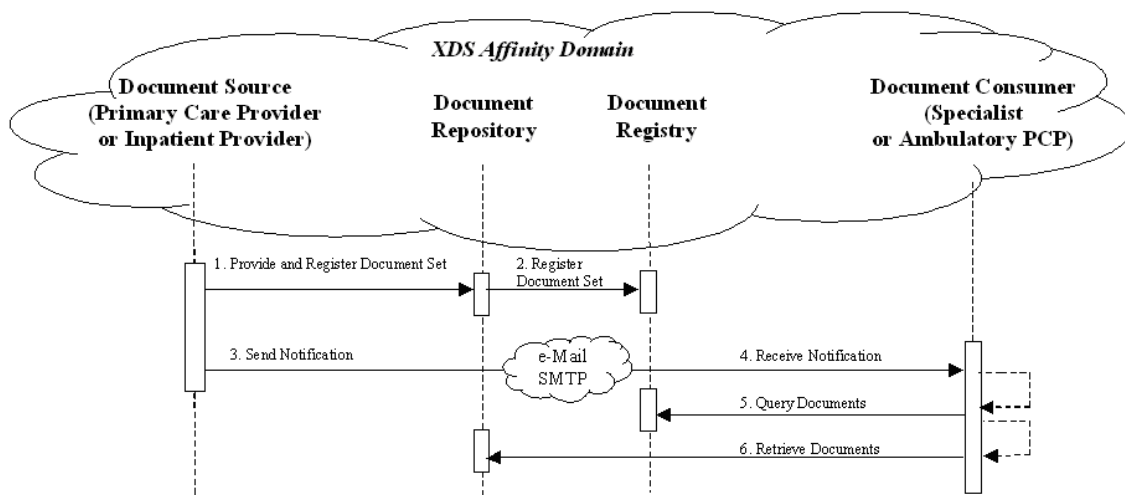 XDS Affinity Domain
Document Source
(Primary Care Provider
or Inpatient Provider)
Document
Repository
Document
Registry
Document Consumer
(Specialist
or Ambulatory PCP)
1. Provide and Register Document Set
2. Register
Document Set
3. Send Notification
e-Mail
SMTP
4. Receive Notification
5. Query Documents
6. Retrieve Documents